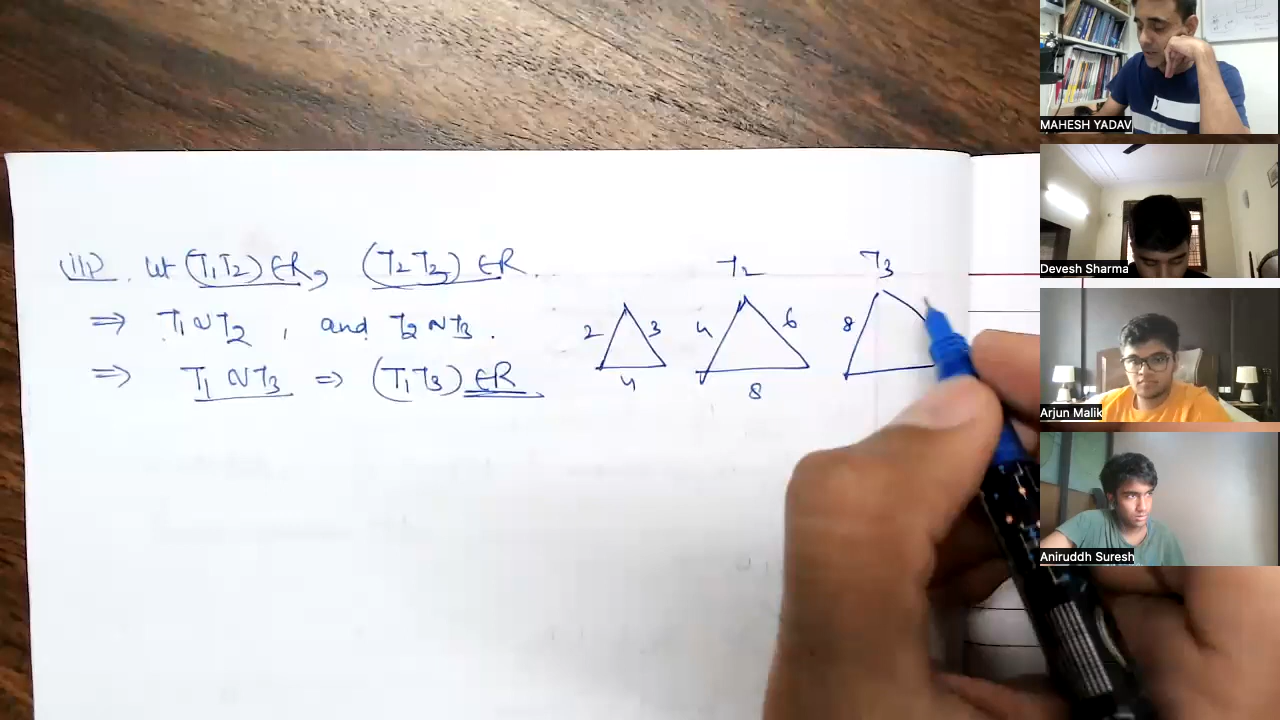 (iii). Let (T1T2) ∈ R, (T2T3) ∈ R.
⇒ T1 ~ T2 , and T2 ~ T3 .
⇒ T1 ~ T3 ⇒ (T1T3) ∈ R.
2 3 4
T2
4 6 8
T3
8
MAHESH YADAV
Devesh Sharma
Arjun Malik
Aniruddh Suresh